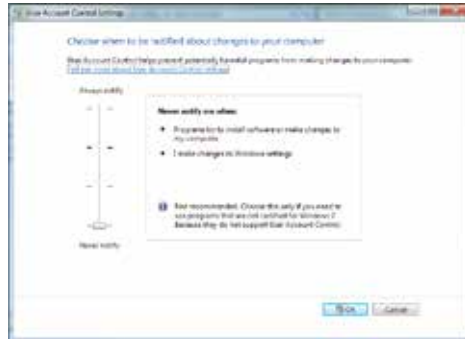 User Account Control Settings
Choose when to be notified about changes to your computer
User Account Control helps prevent potentially harmful programs from making changes to your computer.
Tell me more about User Account Control settings
Always notify
Never notify me when:
• Programs try to install software or make changes to
my computer
• I make changes to Windows settings
Not recommended. Choose this only if you need to
use programs that are not certified for Windows 7
because they do not support User Account Control.
Never notify
OK
Cancel